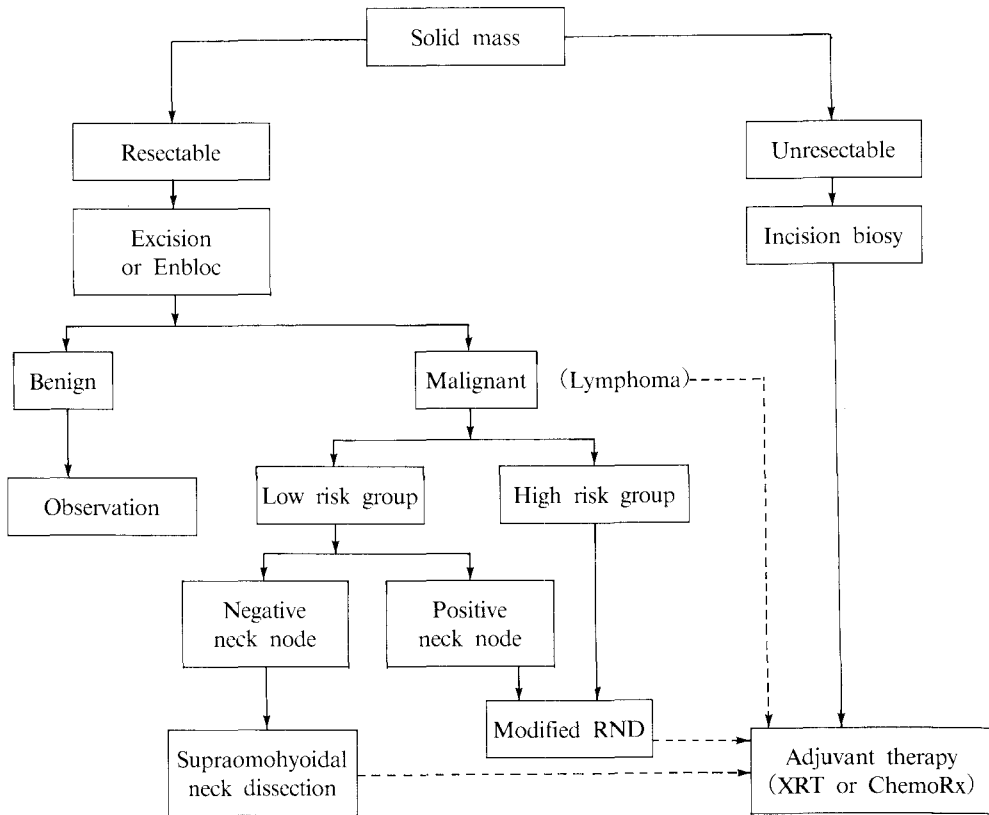 Solid mass
Resectable
Unresectable
Excision
or Enbloc
Incision biosy
Benign
Malignant
(Lymphoma)
Observation
Low risk group
High risk group
Negative
neck node
Positive
neck node
Modified RND
Supraomohyoidal
neck dissection
Adjuvant therapy
(XRT or ChemoRx)